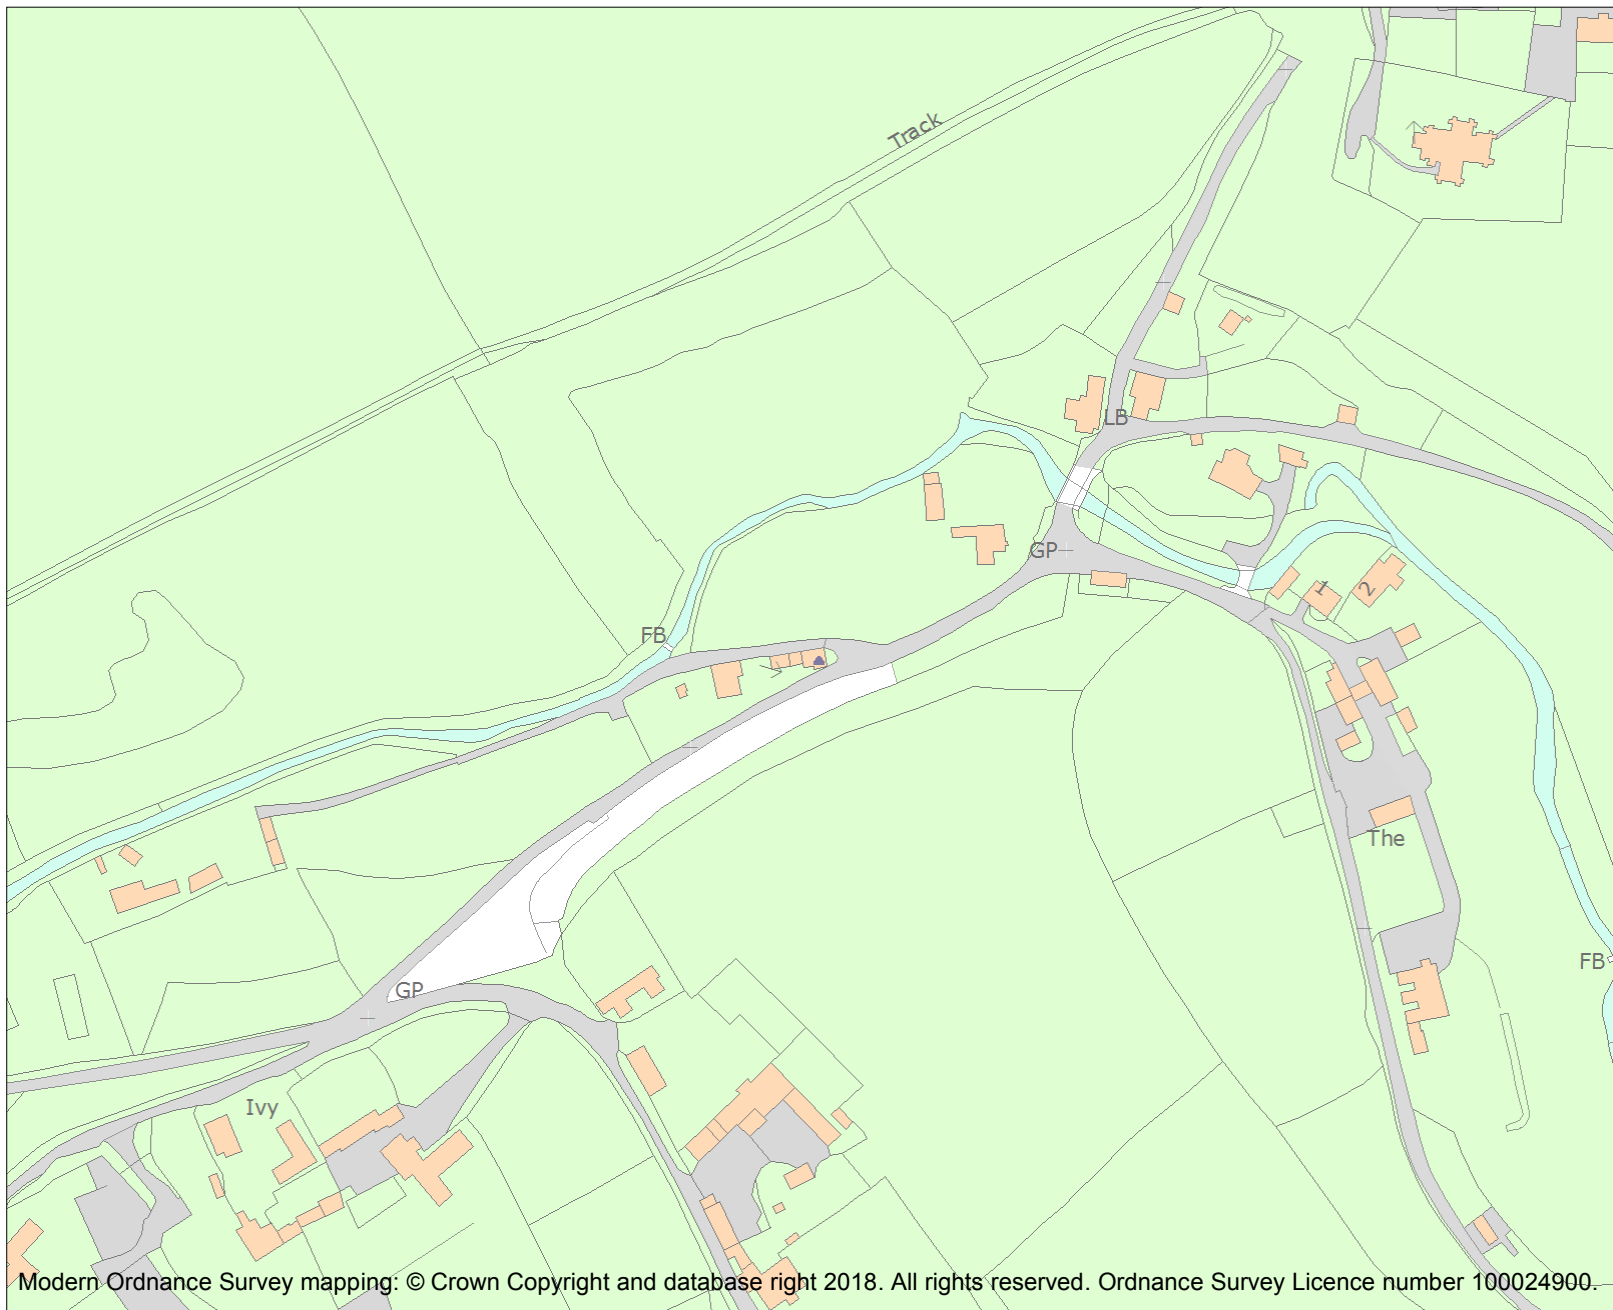 Track
LB
GP
1
2
FB
The
FB
GP
Ivy
Modern Ordnance Survey mapping: © Crown Copyright and database right 2018. All rights reserved. Ordnance Survey Licence number 100024900.